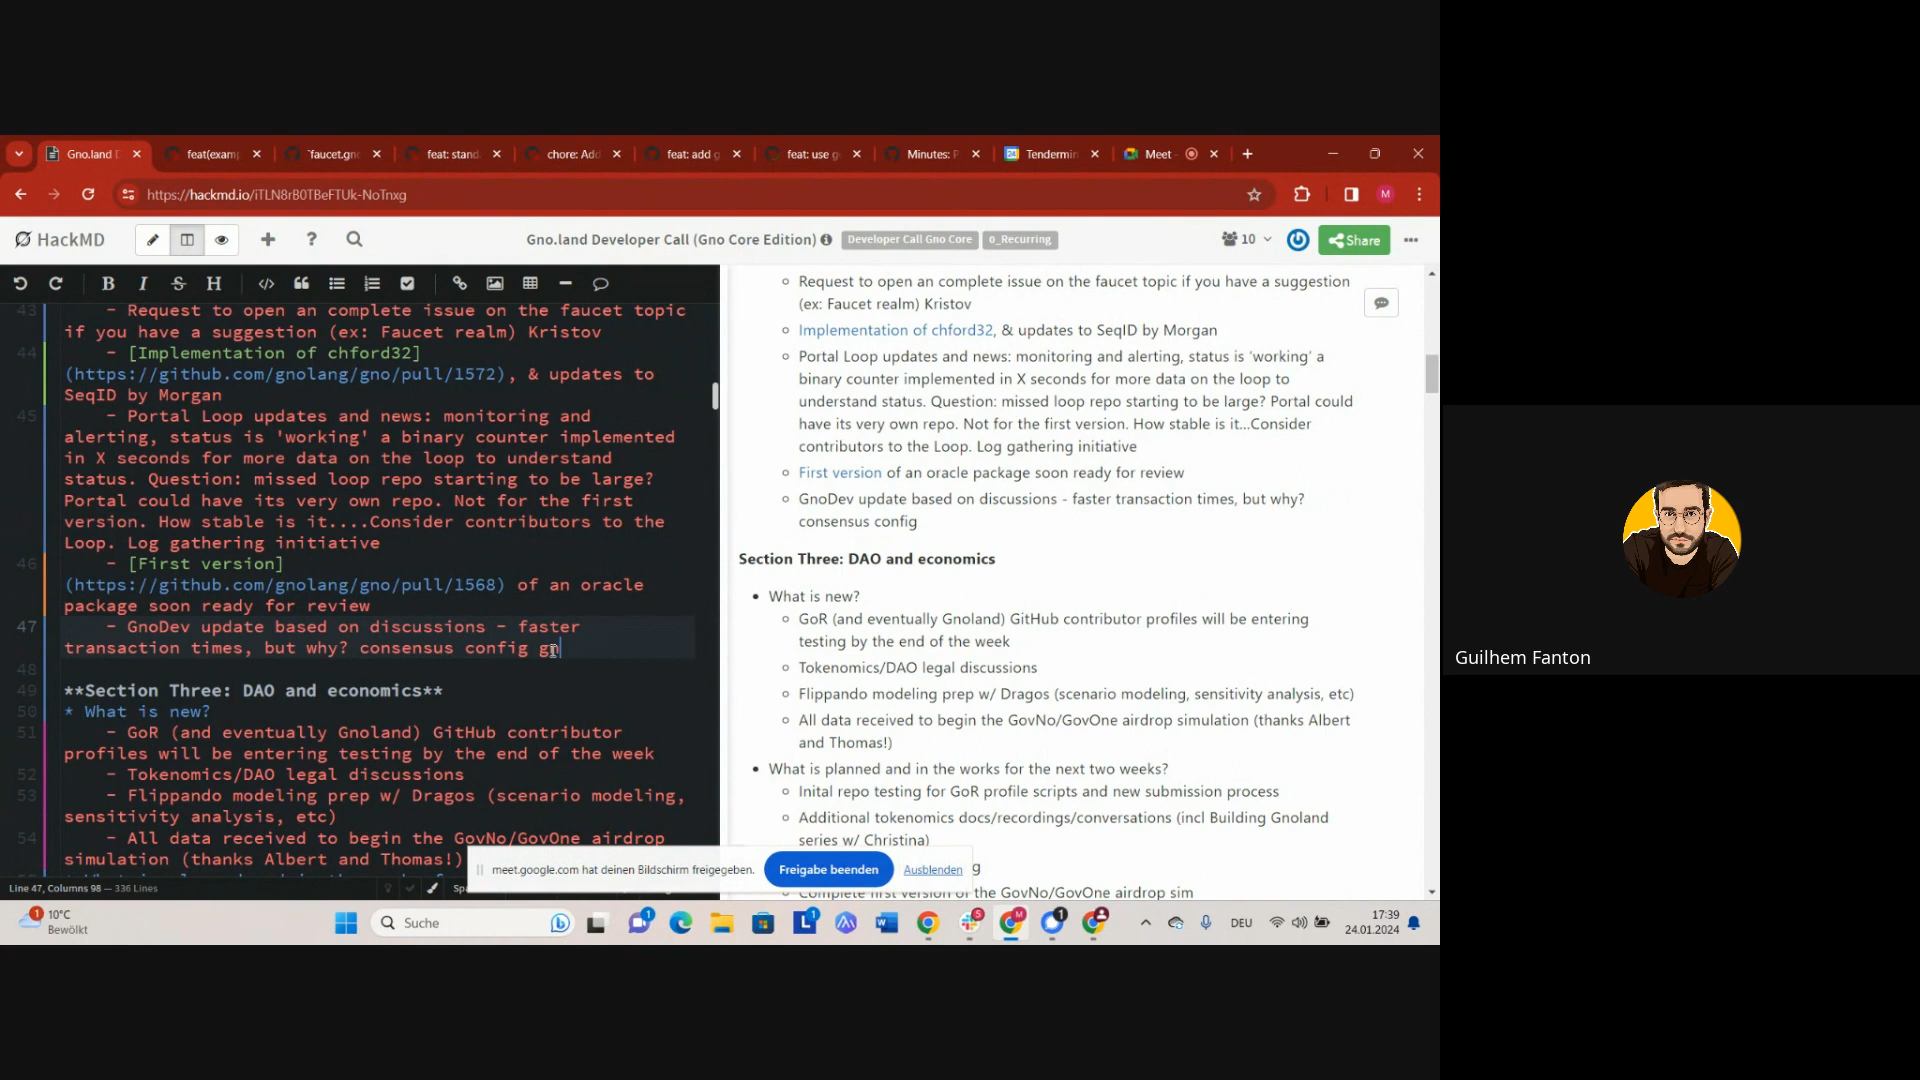 Gno.land D
feat(examp
`faucet.gno
feat: stand
chore: Add
feat: add g
feat: use g
Minutes: P
Tendermin
Meet
https://hackmd.io/iTLN8rB0TBeFTUk-NoTnxg
M
HackMD
Gno.land Developer Call (Gno Core Edition)
Developer Call Gno Core
0_Recurring
10
Share
43
- Request to open an complete issue on the faucet topic
if you have a suggestion (ex: Faucet realm) Kristov
44
- [Implementation of chford32]
(https://github.com/gnolang/gno/pull/1572), & updates to
SeqID by Morgan
45
- Portal Loop updates and news: monitoring and
alerting, status is 'working' a binary counter implemented
in X seconds for more data on the loop to understand
status. Question: missed loop repo starting to be large?
Portal could have its very own repo. Not for the first
version. How stable is it....Consider contributors to the
Loop. Log gathering initiative
46
- [First version]
(https://github.com/gnolang/gno/pull/1568) of an oracle
package soon ready for review
47
- GnoDev update based on discussions - faster
transaction times, but why? consensus config gn
48
49
**Section Three: DAO and economics**
50
* What is new?
51
- GoR (and eventually Gnoland) GitHub contributor
profiles will be entering testing by the end of the week
52
- Tokenomics/DAO legal discussions
53
- Flippando modeling prep w/ Dragos (scenario modeling,
sensitivity analysis, etc)
54
- All data received to begin the GovNo/GovOne airdrop
simulation (thanks Albert and Thomas!)
Line 47, Columns 98 — 336 Lines
Spa
Request to open an complete issue on the faucet topic if you have a suggestion
(ex: Faucet realm) Kristov
Implementation of chford32, & updates to SeqID by Morgan
Portal Loop updates and news: monitoring and alerting, status is 'working' a
binary counter implemented in X seconds for more data on the loop to
understand status. Question: missed loop repo starting to be large? Portal could
have its very own repo. Not for the first version. How stable is it…Consider
contributors to the Loop. Log gathering initiative
First version of an oracle package soon ready for review
GnoDev update based on discussions - faster transaction times, but why?
consensus config
Section Three: DAO and economics
What is new?
GoR (and eventually Gnoland) GitHub contributor profiles will be entering
testing by the end of the week
Tokenomics/DAO legal discussions
Flippando modeling prep w/ Dragos (scenario modeling, sensitivity analysis, etc)
All data received to begin the GovNo/GovOne airdrop simulation (thanks Albert
and Thomas!)
What is planned and in the works for the next two weeks?
Inital repo testing for GoR profile scripts and new submission process
Additional tokenomics docs/recordings/conversations (incl Building Gnoland
series w/ Christina)
g
Complete first version of the GovNo/GovOne airdrop sim
meet.google.com hat deinen Bildschirm freigegeben.
Freigabe beenden
Ausblenden
1
10°C
Bewölkt
Suche
1
1
5
M
1
DEU
17:39
24.01.2024
Guilhem Fanton